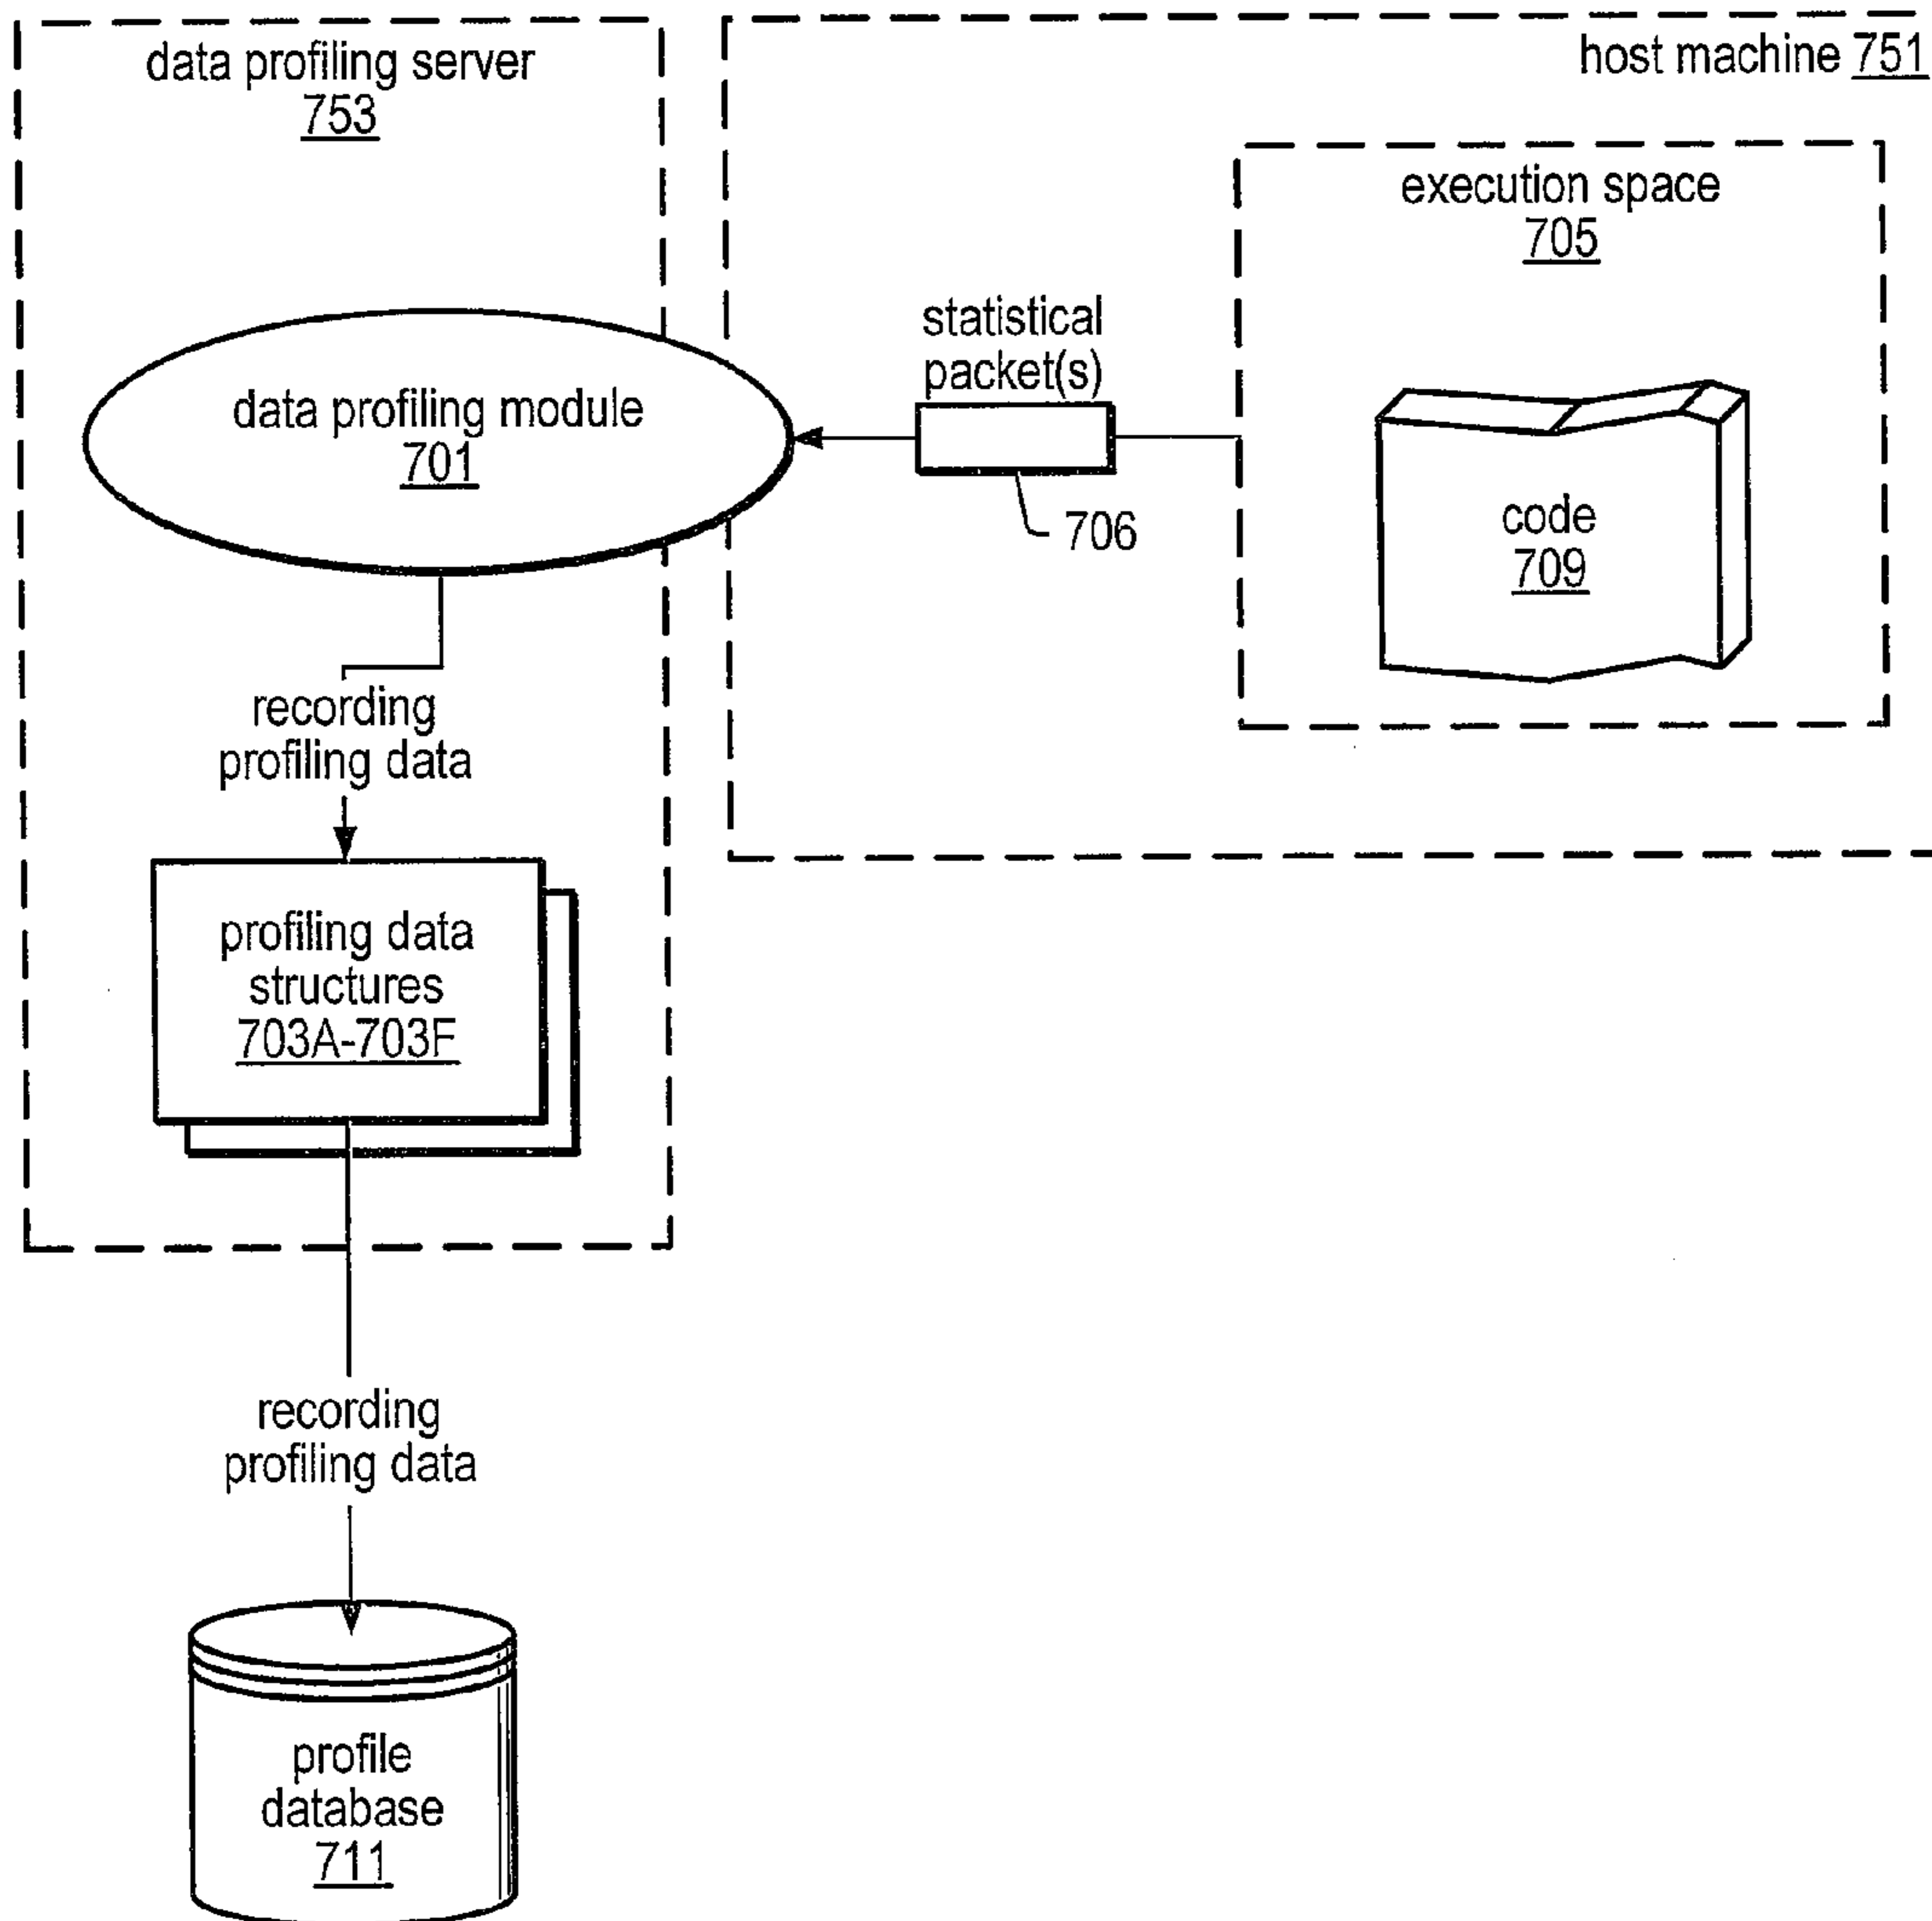 data profiling server
753
host machine 751
execution space
705
statistical
packet(s)
706
data profiling module
701
code
709
recording
profiling data
profiling data
structures
703A-703F
recording
profiling data
profile
database
711